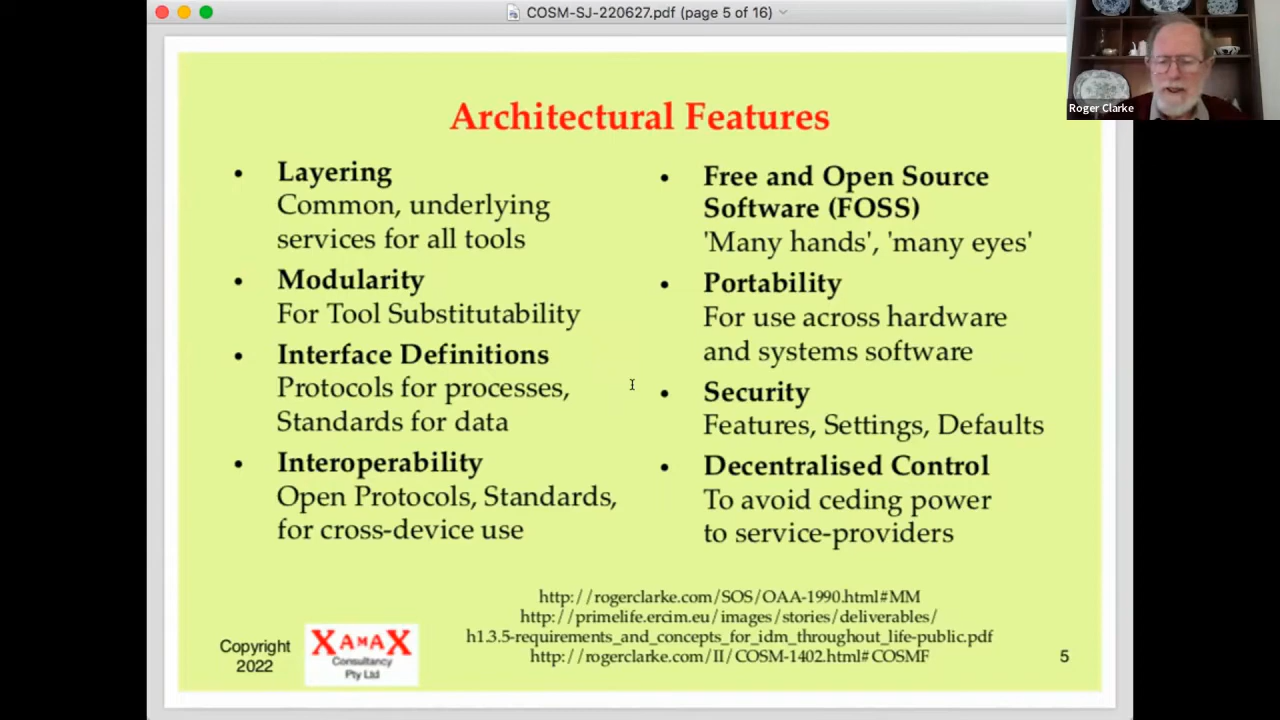 COSM-SJ-220627.pdf (page 5 of 16)
Roger Clarke
Architectural Features
• Layering
Common, underlying
services for all tools
• Modularity
For Tool Substitutability
• Interface Definitions
Protocols for processes,
Standards for data
• Interoperability
Open Protocols, Standards,
for cross-device use
• Free and Open Source
Software (FOSS)
'Many hands', 'many eyes'
• Portability
For use across hardware
and systems software
• Security
Features, Settings, Defaults
• Decentralised Control
To avoid ceding power
to service-providers
http://rogerclarke.com/SOS/OAA-1990.html#MM
http://primelife.ercim.eu/images/stories/deliverables/
h1.3.5-requirements_and_concepts_for_idm_throughout_life-public.pdf
http://rogerclarke.com/II/COSM-1402.html#COSMF
Copyright
2022
XAMAX
Consultancy
Pty Ltd
5